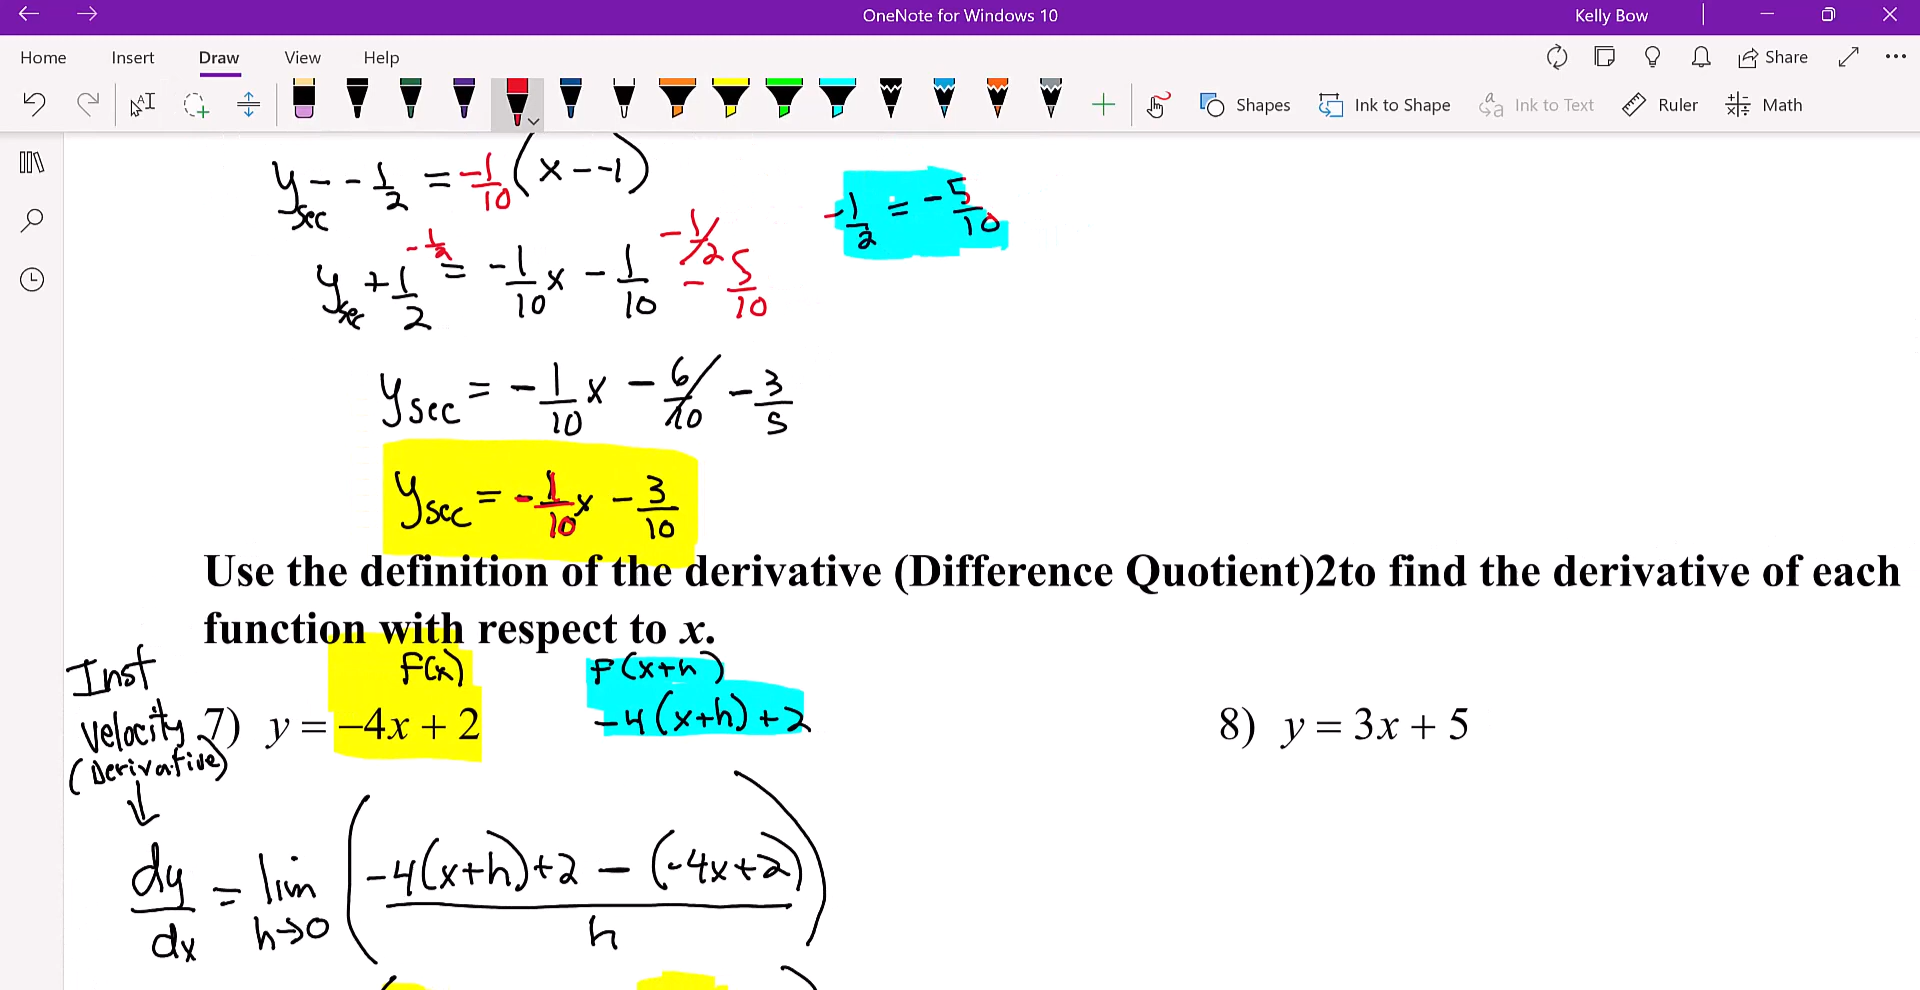 OneNote for Windows 10
Kelly Bow
Home Insert Draw View Help
Share
Shapes Ink to Shape Ink to Text Ruler Math
y_sec - -1/2 = -1/10 (x - -1)
-1/2 = -5/10
-1/2 -1/2
y_sec + 1/2 = -1/10 x - 1/10 - 5/10
y_sec = -1/10 x - 6/10 - 3/5
y_sec = -1/10 x - 3/10
Use the definition of the derivative (Difference Quotient)2to find the derivative of each
function with respect to x.
Inst
velocity
(Derivative)
F(x) F(x+h)
7) y = -4x + 2 -4(x+h)+2
8) y = 3x + 5
dy/dx = lim h→0 ( -4(x+h)+2 - (-4x+2) / h )